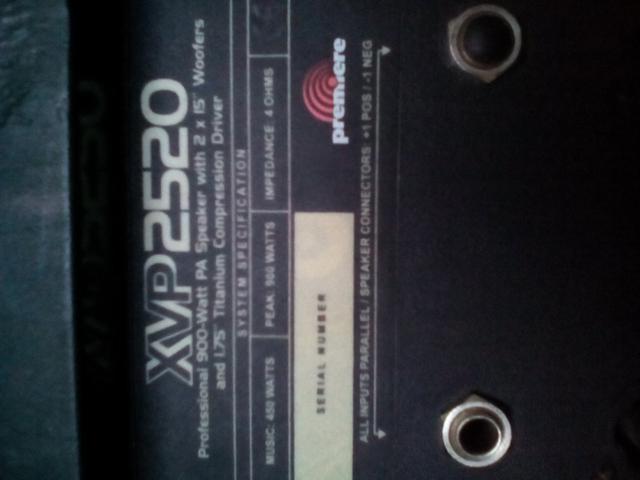 XVP2520
Professional 900-Watt PA Speaker with 2 x 15" Woofers
and 1.75" Titanium Compression Driver
SYSTEM SPECIFICATION
MUSIC: 450 WATTS PEAK: 900 WATTS IMPEDANCE: 4 OHMS
SERIAL NUMBER
premiere
ALL INPUTS PARALLEL / SPEAKER CONNECTORS: +1 POS / -1 NEG